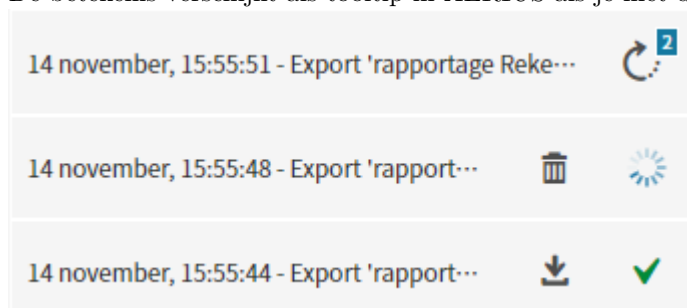 14 november, 15:55:51 - Export 'rapportage Reke···
2
14 november, 15:55:48 - Export 'rapport···
14 november, 15:55:44 - Export 'rapport···